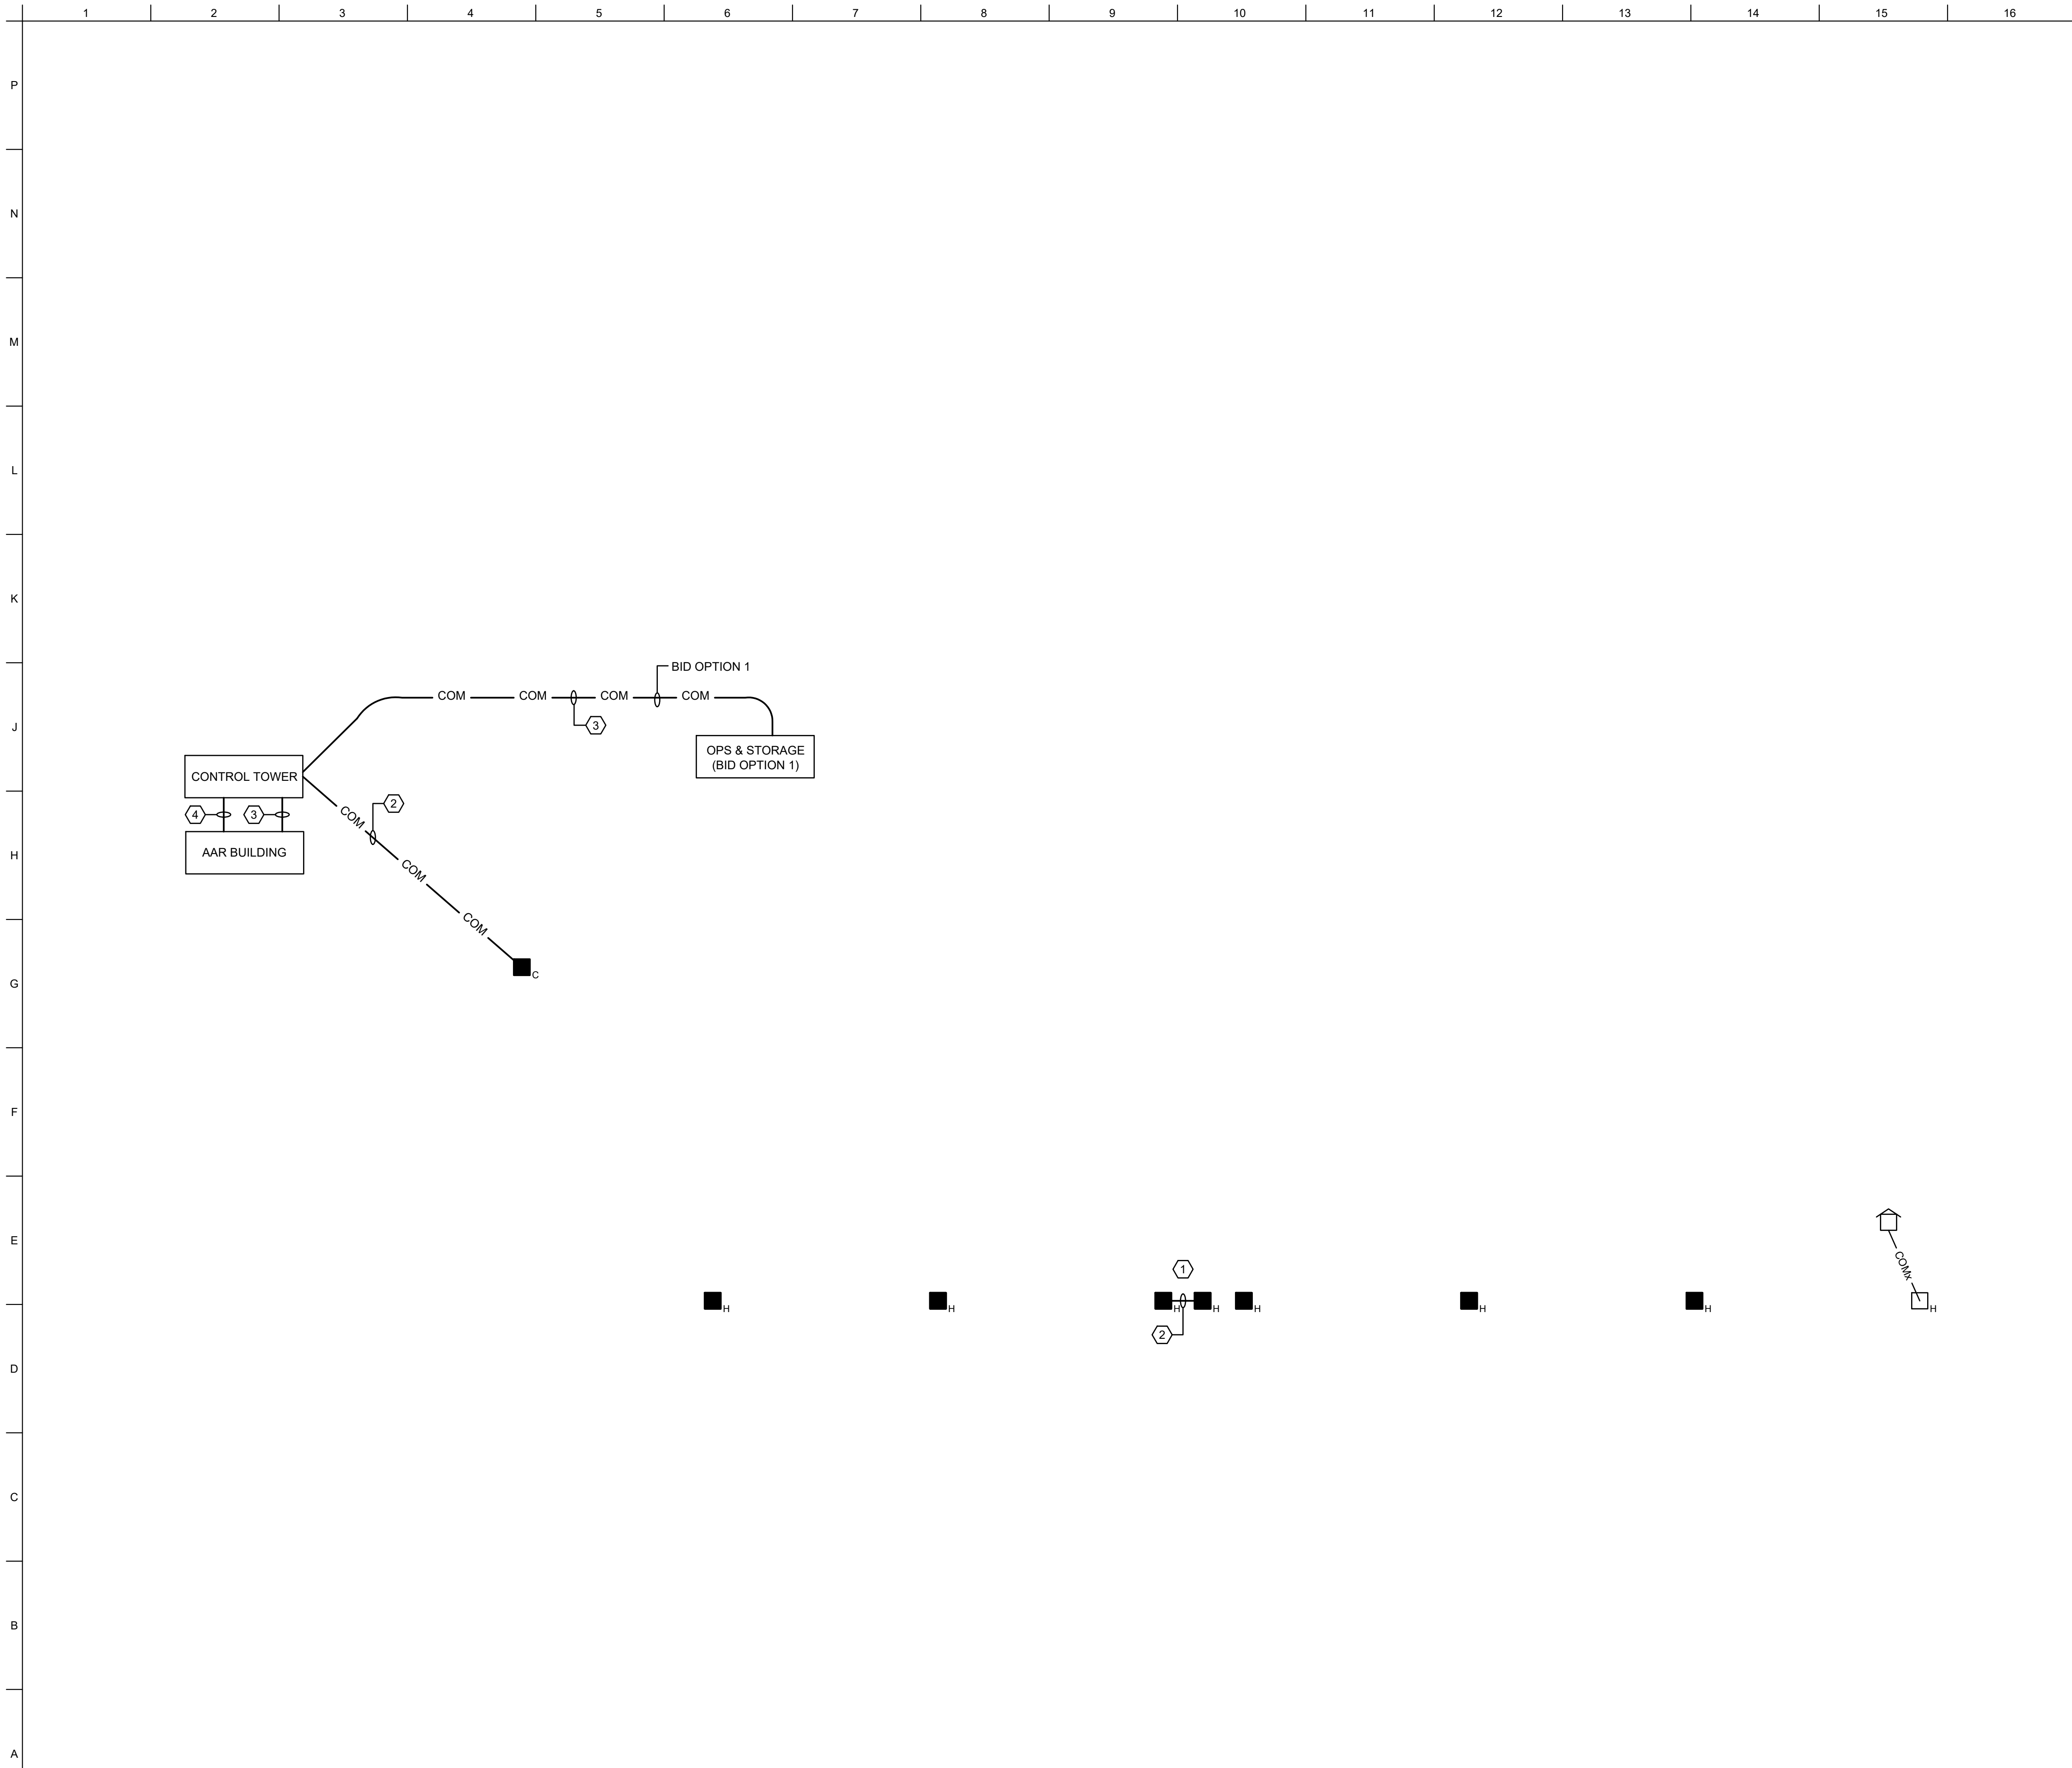 1 2 3 4 5 6 7 8 9 10 11 12 13 14 15 16
P
N
M
L
K
BID OPTION 1
COM COM COM COM
J
3
OPS & STORAGE
(BID OPTION 1)
CONTROL TOWER
2
4 3
COM
H
AAR BUILDING
COM
COM
C
G
F
E
COMx
1
H H H H H H H H
2
D
C
B
A